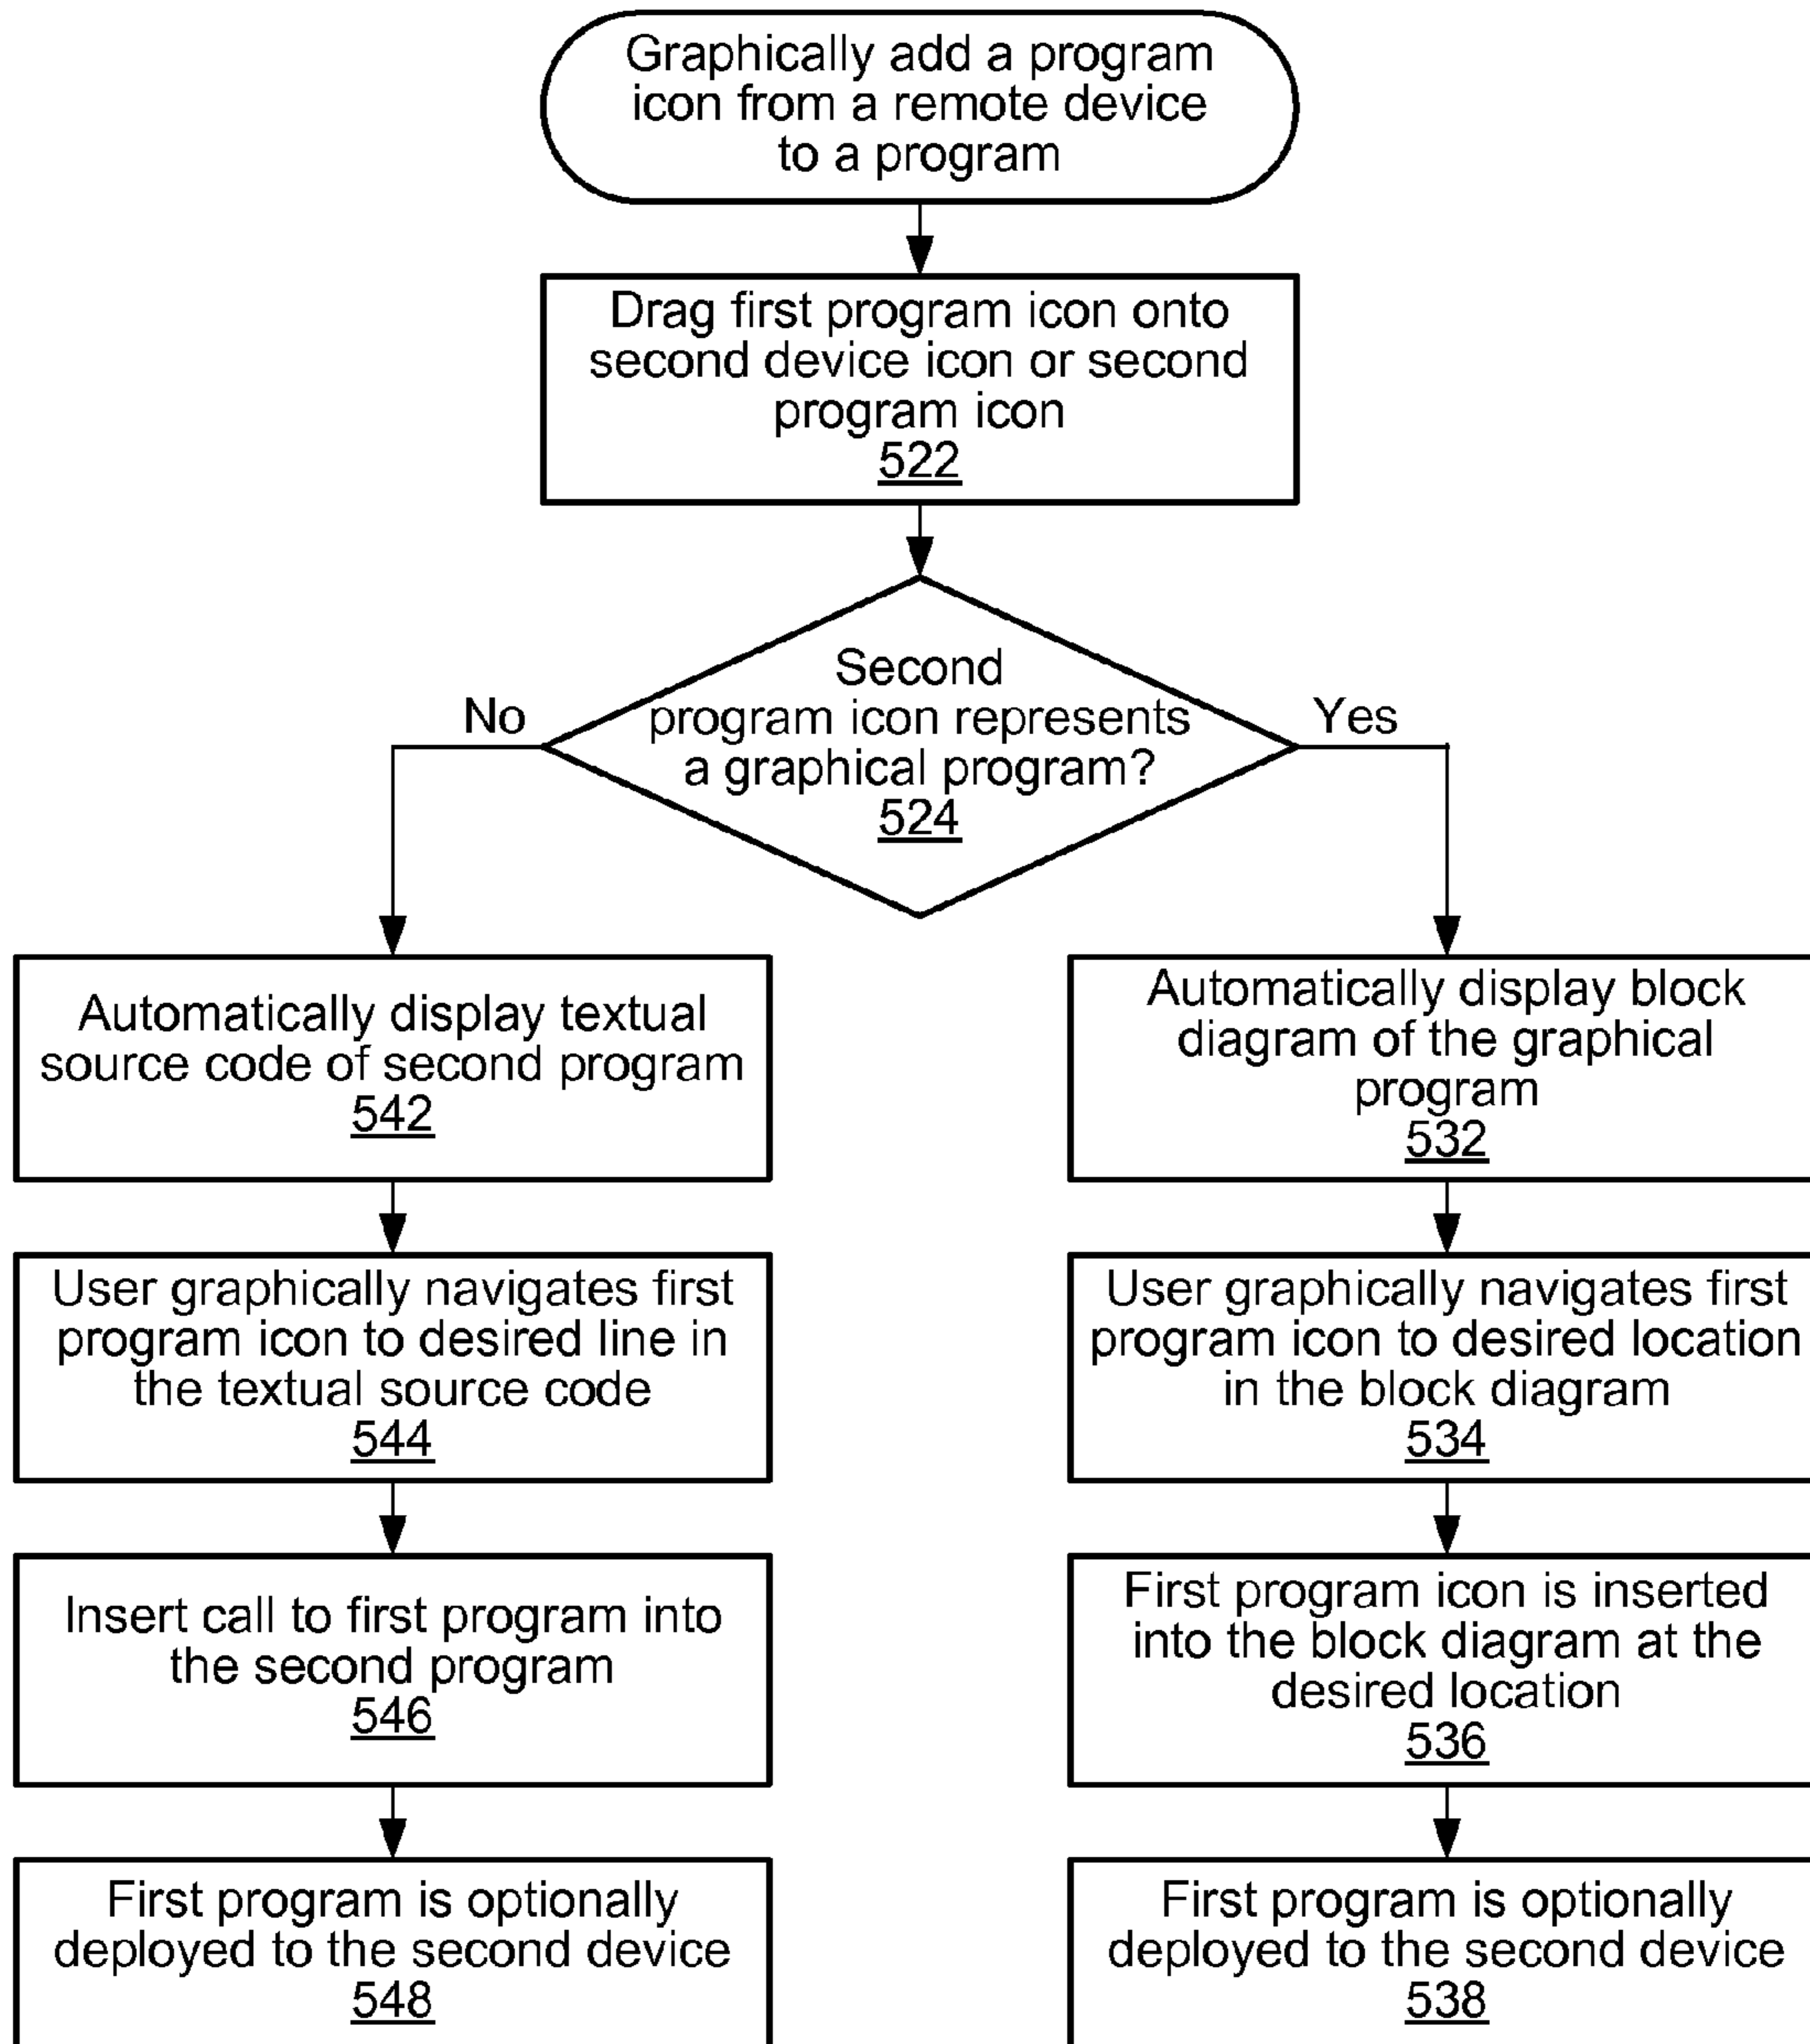 Graphically add a program
icon from a remote device
to a program
Drag first program icon onto
second device icon or second
program icon
522
Second
program icon represents
a graphical program?
524
No
Yes
Automatically display textual
source code of second program
542
User graphically navigates first
program icon to desired line in
the textual source code
544
Insert call to first program into
the second program
546
First program is optionally
deployed to the second device
548
Automatically display block
diagram of the graphical
program
532
User graphically navigates first
program icon to desired location
in the block diagram
534
First program icon is inserted
into the block diagram at the
desired location
536
First program is optionally
deployed to the second device
538